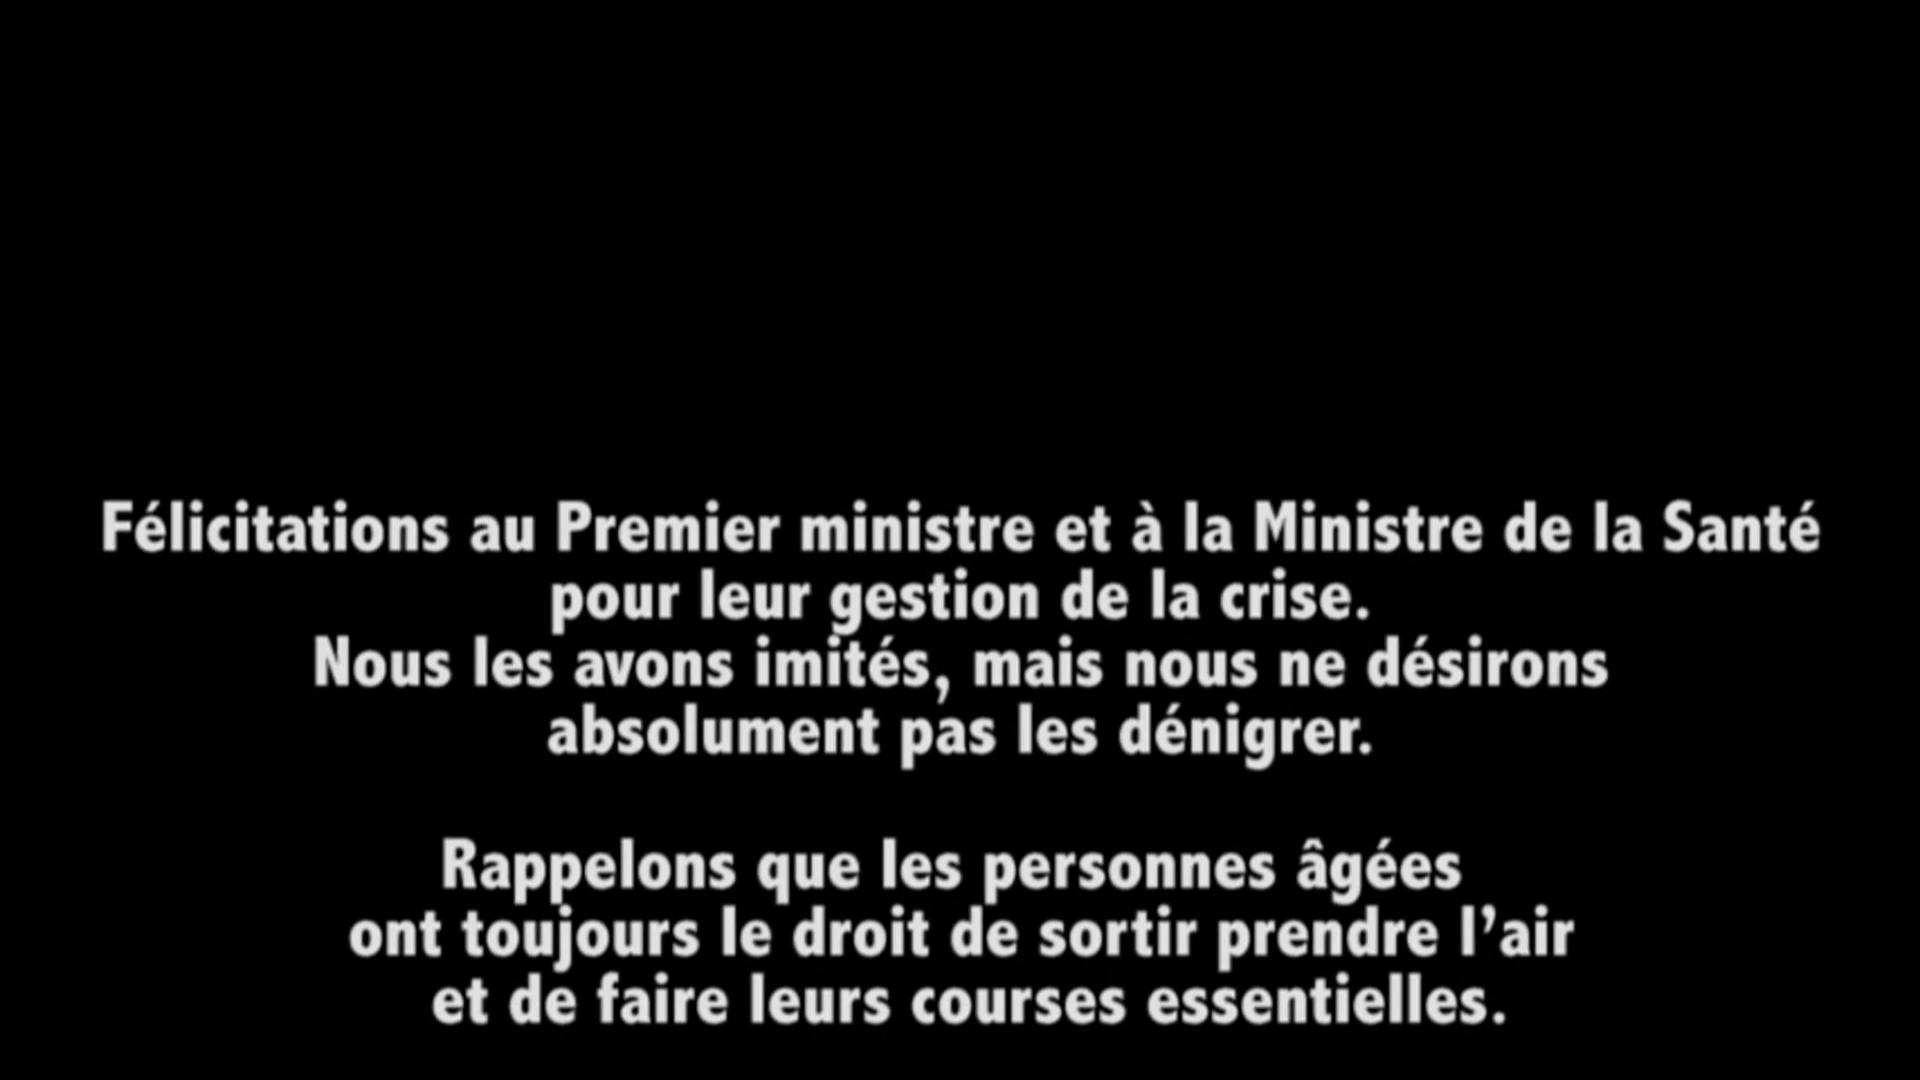 Félicitations au Premier ministre et à la Ministre de la Santé
pour leur gestion de la crise.
Nous les avons imités, mais nous ne désirons
absolument pas les dénigrer.
Rappelons que les personnes âgées
ont toujours le droit de sortir prendre l’air
et de faire leurs courses essentielles.